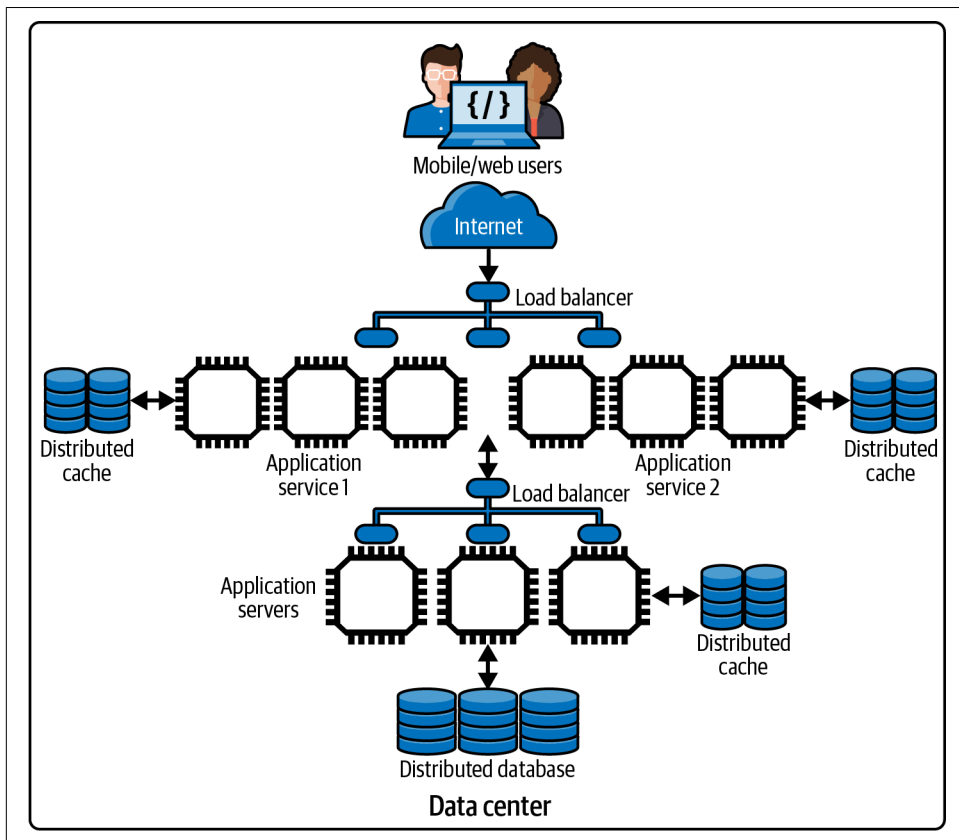 {/}
Mobile/web users
Internet
Load balancer
Distributed
cache
Application
service 1
Application
service 2
Distributed
cache
Load balancer
Application
servers
Distributed
cache
Distributed database
Data center